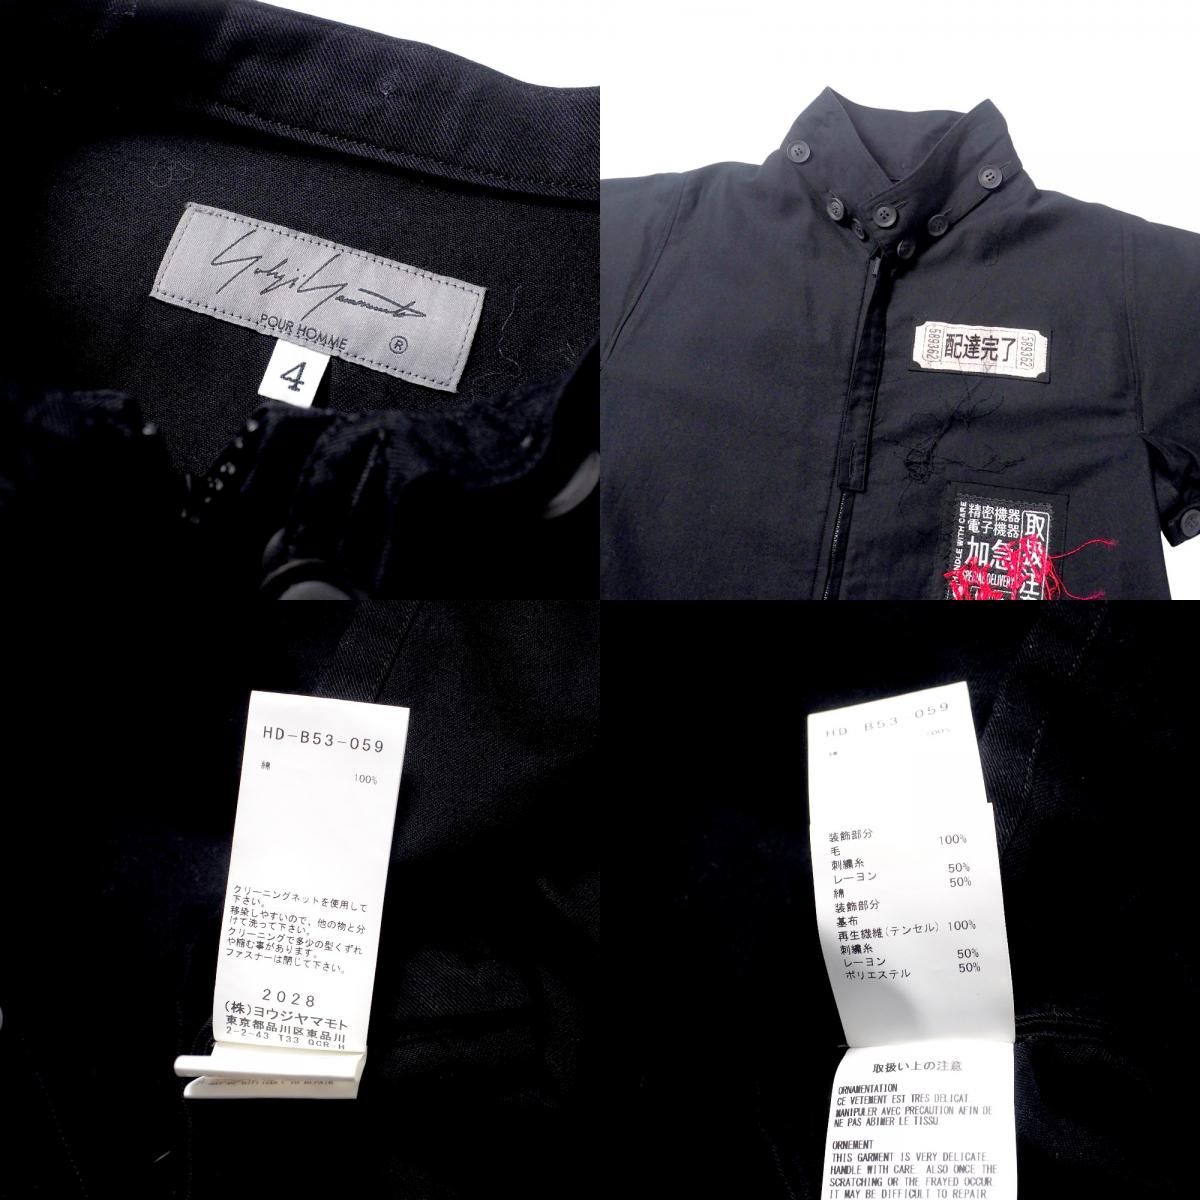 Yohji Yamamoto
POUR HOMME ®
4
589362
配達完了
589362
HANDLE WITH CARE
精密機器
電子機器
加急
SPECIAL DELIVERY
取扱注
HD-B53-059
綿 100%
クリーニングネットを使用して
下さい。
移染しやすいので、他の物と分
けて洗って下さい。
クリーニングで多少の型くずれ
や縮む事があります。
ファスナーは閉じて下さい。
2028
(株)ヨウジヤマモト
東京都品川区東品川
2-2-43 T33 QCR-H
HD B53-059
綿 100%
装飾部分
毛 100%
刺繍糸
レーヨン 50%
綿 50%
装飾部分
基布
再生繊維(テンセル) 100%
刺繍糸
レーヨン 50%
ポリエステル 50%
取扱い上の注意
ORNAMENTATION
CE VETEMENT EST TRES DELICAT.
MANIPULER AVEC PRECAUTION AFIN DE
NE PAS ABIMER LE TISSU.
ORNEMENT
THIS GARMENT IS VERY DELICATE.
HANDLE WITH CARE. ALSO ONCE THE
SCRATCHING OR THE FRAYED OCCUR,
IT MAY BE DIFFICULT TO REPAIR